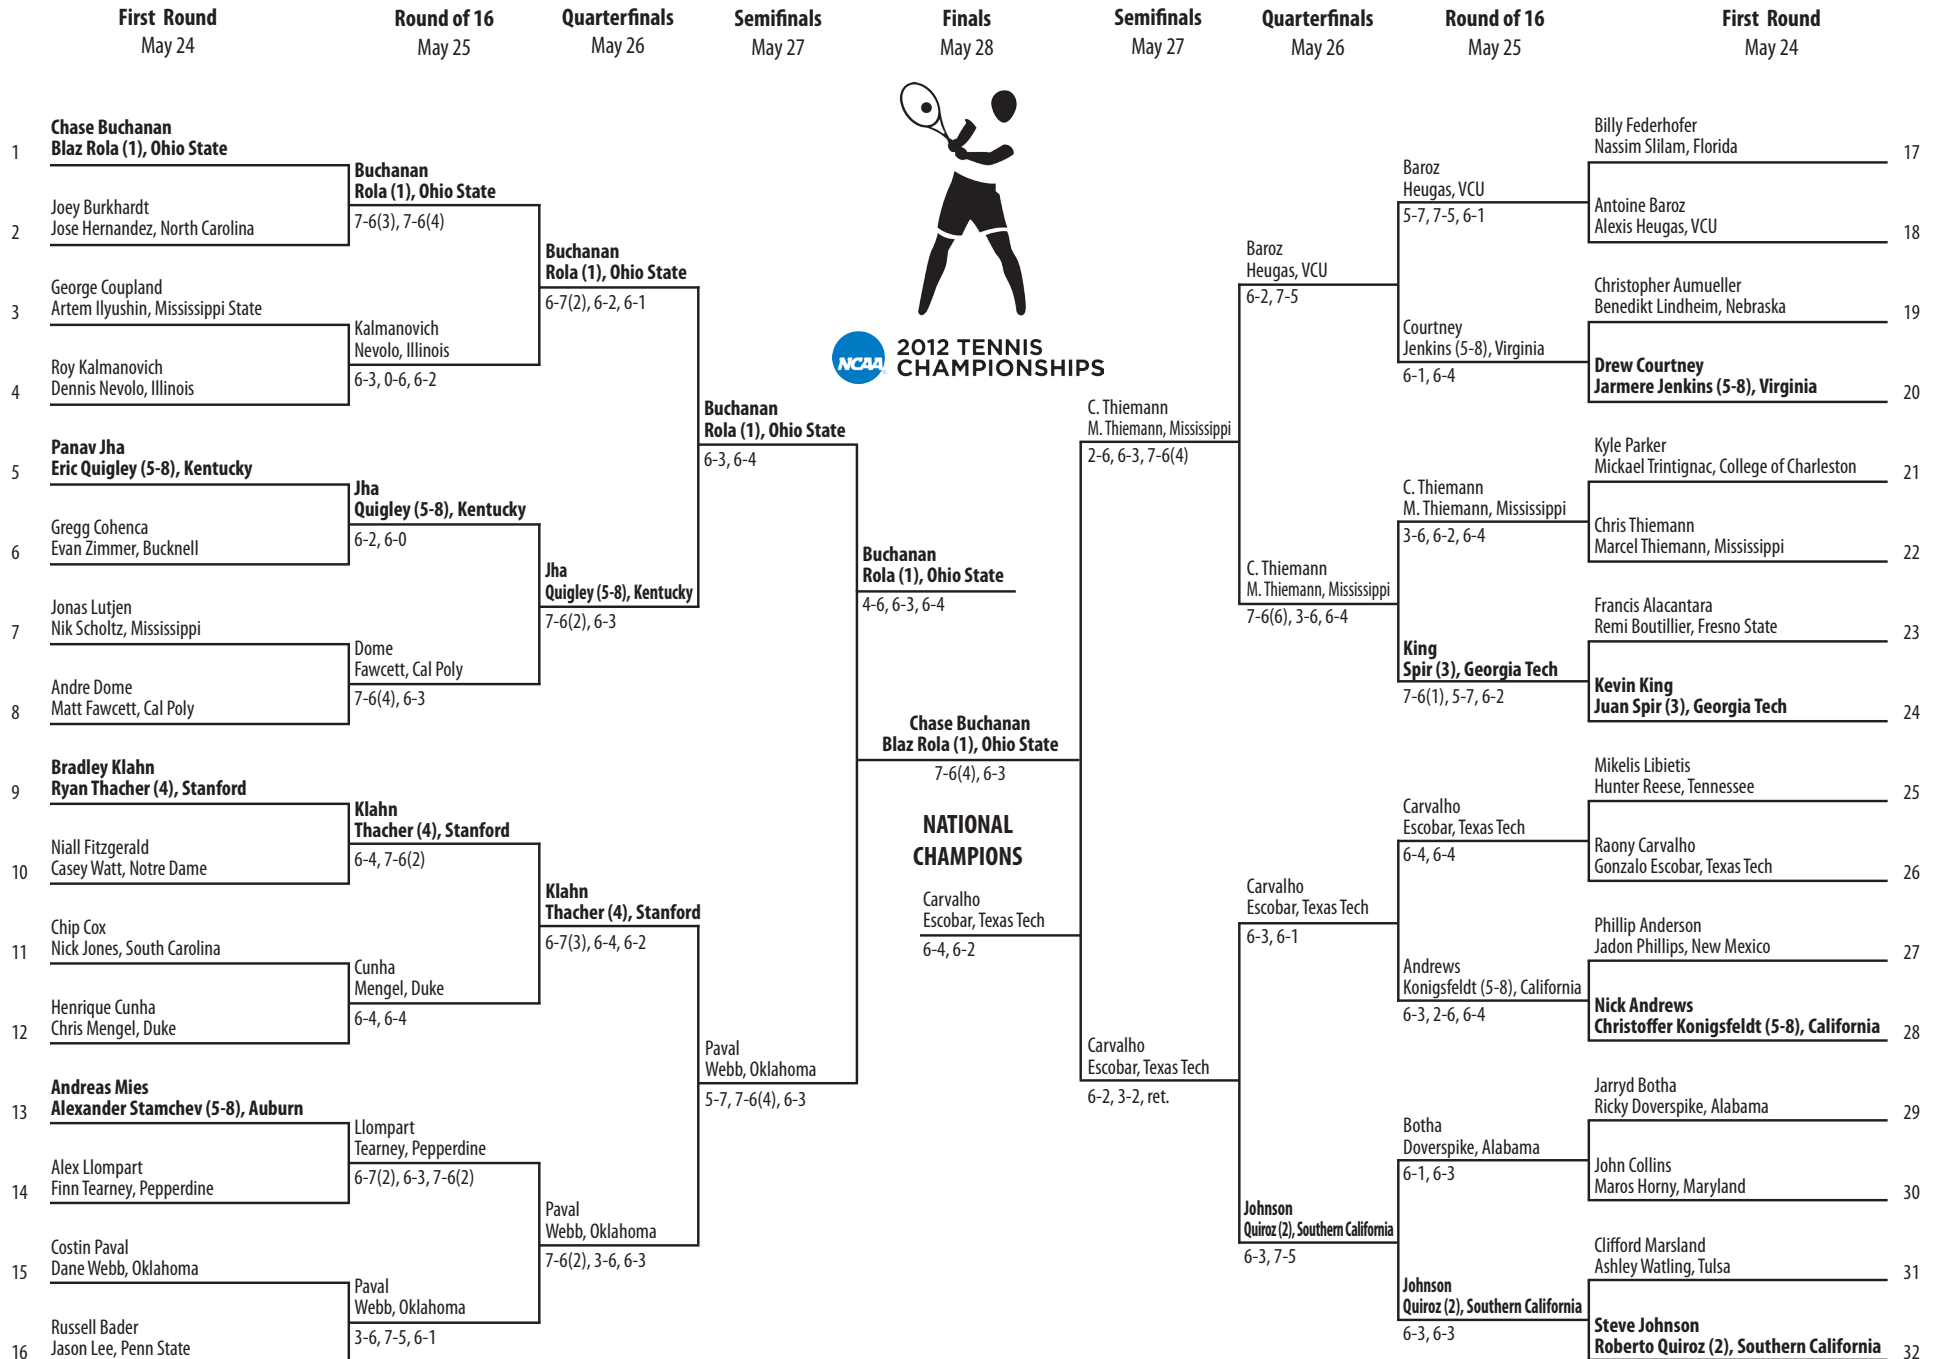 First Round
May 24
Round of 16
May 25
Quarterfinals
May 26
Semifinals
May 27
Finals
May 28
Semifinals
May 27
Quarterfinals
May 26
Round of 16
May 25
First Round
May 24
1
Chase Buchanan
Blaz Rola (1), Ohio State
2
Joey Burkhardt
Jose Hernandez, North Carolina
3
George Coupland
Artem Ilyushin, Mississippi State
4
Roy Kalmanovich
Dennis Nevolo, Illinois
5
Panav Jha
Eric Quigley (5-8), Kentucky
6
Gregg Cohenca
Evan Zimmer, Bucknell
7
Jonas Lutjen
Nik Scholtz, Mississippi
8
Andre Dome
Matt Fawcett, Cal Poly
9
Bradley Klahn
Ryan Thacher (4), Stanford
10
Niall Fitzgerald
Casey Watt, Notre Dame
11
Chip Cox
Nick Jones, South Carolina
12
Henrique Cunha
Chris Mengel, Duke
13
Andreas Mies
Alexander Stamchev (5-8), Auburn
14
Alex Llompart
Finn Tearney, Pepperdine
15
Costin Paval
Dane Webb, Oklahoma
16
Russell Bader
Jason Lee, Penn State
Buchanan
Rola (1), Ohio State
7-6(3), 7-6(4)
Kalmanovich
Nevolo, Illinois
6-3, 0-6, 6-2
Jha
Quigley (5-8), Kentucky
6-2, 6-0
Dome
Fawcett, Cal Poly
7-6(4), 6-3
Klahn
Thacher (4), Stanford
6-4, 7-6(2)
Cunha
Mengel, Duke
6-4, 6-4
Llompart
Tearney, Pepperdine
6-7(2), 6-3, 7-6(2)
Paval
Webb, Oklahoma
3-6, 7-5, 6-1
Buchanan
Rola (1), Ohio State
6-7(2), 6-2, 6-1
Jha
Quigley (5-8), Kentucky
7-6(2), 6-3
Klahn
Thacher (4), Stanford
6-7(3), 6-4, 6-2
Paval
Webb, Oklahoma
7-6(2), 3-6, 6-3
Buchanan
Rola (1), Ohio State
6-3, 6-4
Paval
Webb, Oklahoma
5-7, 7-6(4), 6-3
NCAA
2012 TENNIS
CHAMPIONSHIPS
Buchanan
Rola (1), Ohio State
4-6, 6-3, 6-4
Chase Buchanan
Blaz Rola (1), Ohio State
7-6(4), 6-3
NATIONAL
CHAMPIONS
Carvalho
Escobar, Texas Tech
6-4, 6-2
C. Thiemann
M. Thiemann, Mississippi
2-6, 6-3, 7-6(4)
Carvalho
Escobar, Texas Tech
6-2, 3-2, ret.
Baroz
Heugas, VCU
6-2, 7-5
C. Thiemann
M. Thiemann, Mississippi
7-6(6), 3-6, 6-4
Carvalho
Escobar, Texas Tech
6-3, 6-1
Johnson
Quiroz (2), Southern California
6-3, 7-5
Baroz
Heugas, VCU
5-7, 7-5, 6-1
Courtney
Jenkins (5-8), Virginia
6-1, 6-4
C. Thiemann
M. Thiemann, Mississippi
3-6, 6-2, 6-4
King
Spir (3), Georgia Tech
7-6(1), 5-7, 6-2
Carvalho
Escobar, Texas Tech
6-4, 6-4
Andrews
Konigsfeldt (5-8), California
6-3, 2-6, 6-4
Botha
Doverspike, Alabama
6-1, 6-3
Johnson
Quiroz (2), Southern California
6-3, 6-3
Billy Federhofer
Nassim Slilam, Florida
17
Antoine Baroz
Alexis Heugas, VCU
18
Christopher Aumueller
Benedikt Lindheim, Nebraska
19
Drew Courtney
Jarmere Jenkins (5-8), Virginia
20
Kyle Parker
Mickael Trintignac, College of Charleston
21
Chris Thiemann
Marcel Thiemann, Mississippi
22
Francis Alacantara
Remi Boutillier, Fresno State
23
Kevin King
Juan Spir (3), Georgia Tech
24
Mikelis Libietis
Hunter Reese, Tennessee
25
Raony Carvalho
Gonzalo Escobar, Texas Tech
26
Phillip Anderson
Jadon Phillips, New Mexico
27
Nick Andrews
Christoffer Konigsfeldt (5-8), California
28
Jarryd Botha
Ricky Doverspike, Alabama
29
John Collins
Maros Horny, Maryland
30
Clifford Marsland
Ashley Watling, Tulsa
31
Steve Johnson
Roberto Quiroz (2), Southern California
32